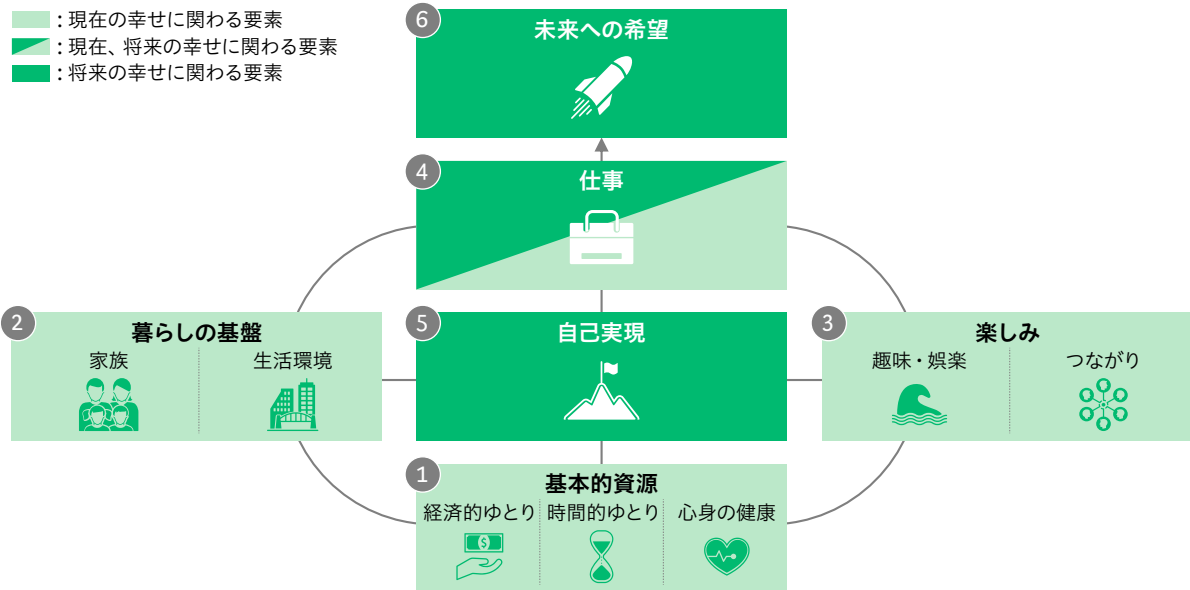 : 現在の幸せに関わる要素
: 現在、将来の幸せに関わる要素
: 将来の幸せに関わる要素
6
未来への希望
4
仕事
2
暮らしの基盤
家族
生活環境
5
自己実現
3
楽しみ
趣味・娯楽
つながり
1
基本的資源
経済的ゆとり
時間的ゆとり
心身の健康
$